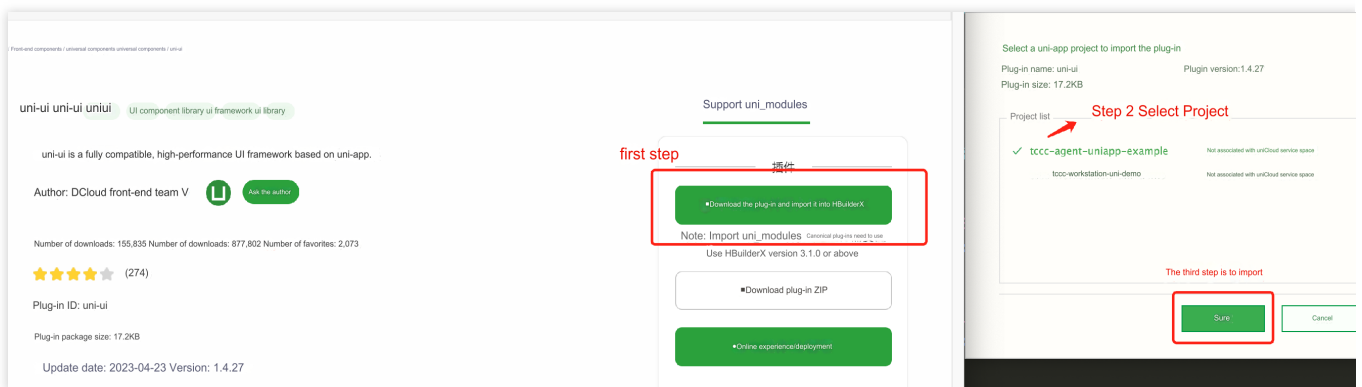 Front-end components / universal components universal components / uni-ui
uni-ui uni-ui uniui
UI component library ui framework ui library
uni-ui is a fully compatible, high-performance UI framework based on uni-app.
Author: DCloud front-end team V
Ask the author
Number of downloads: 155,835 Number of downloads: 877,802 Number of favorites: 2,073
(274)
Plug-in ID: uni-ui
Plug-in package size: 17.2KB
Update date: 2023-04-23 Version: 1.4.27
Support uni_modules
first step
插件
■Download the plug-in and import it into HBuilderX
Note: Import uni_modules Canonical plug-ins need to use
Use HBuilderX version 3.1.0 or above
■Download plug-in ZIP
●Online experience/deployment
Select a uni-app project to import the plug-in
Plug-in name: uni-ui Plugin version:1.4.27
Plug-in size: 17.2KB
Project list
Step 2 Select Project
tccc-agent-uniapp-example Not associated with uniCloud service space
tccc-workstation-uni-demo Not associated with uniCloud service space
The third step is to import
Sure
Cancel